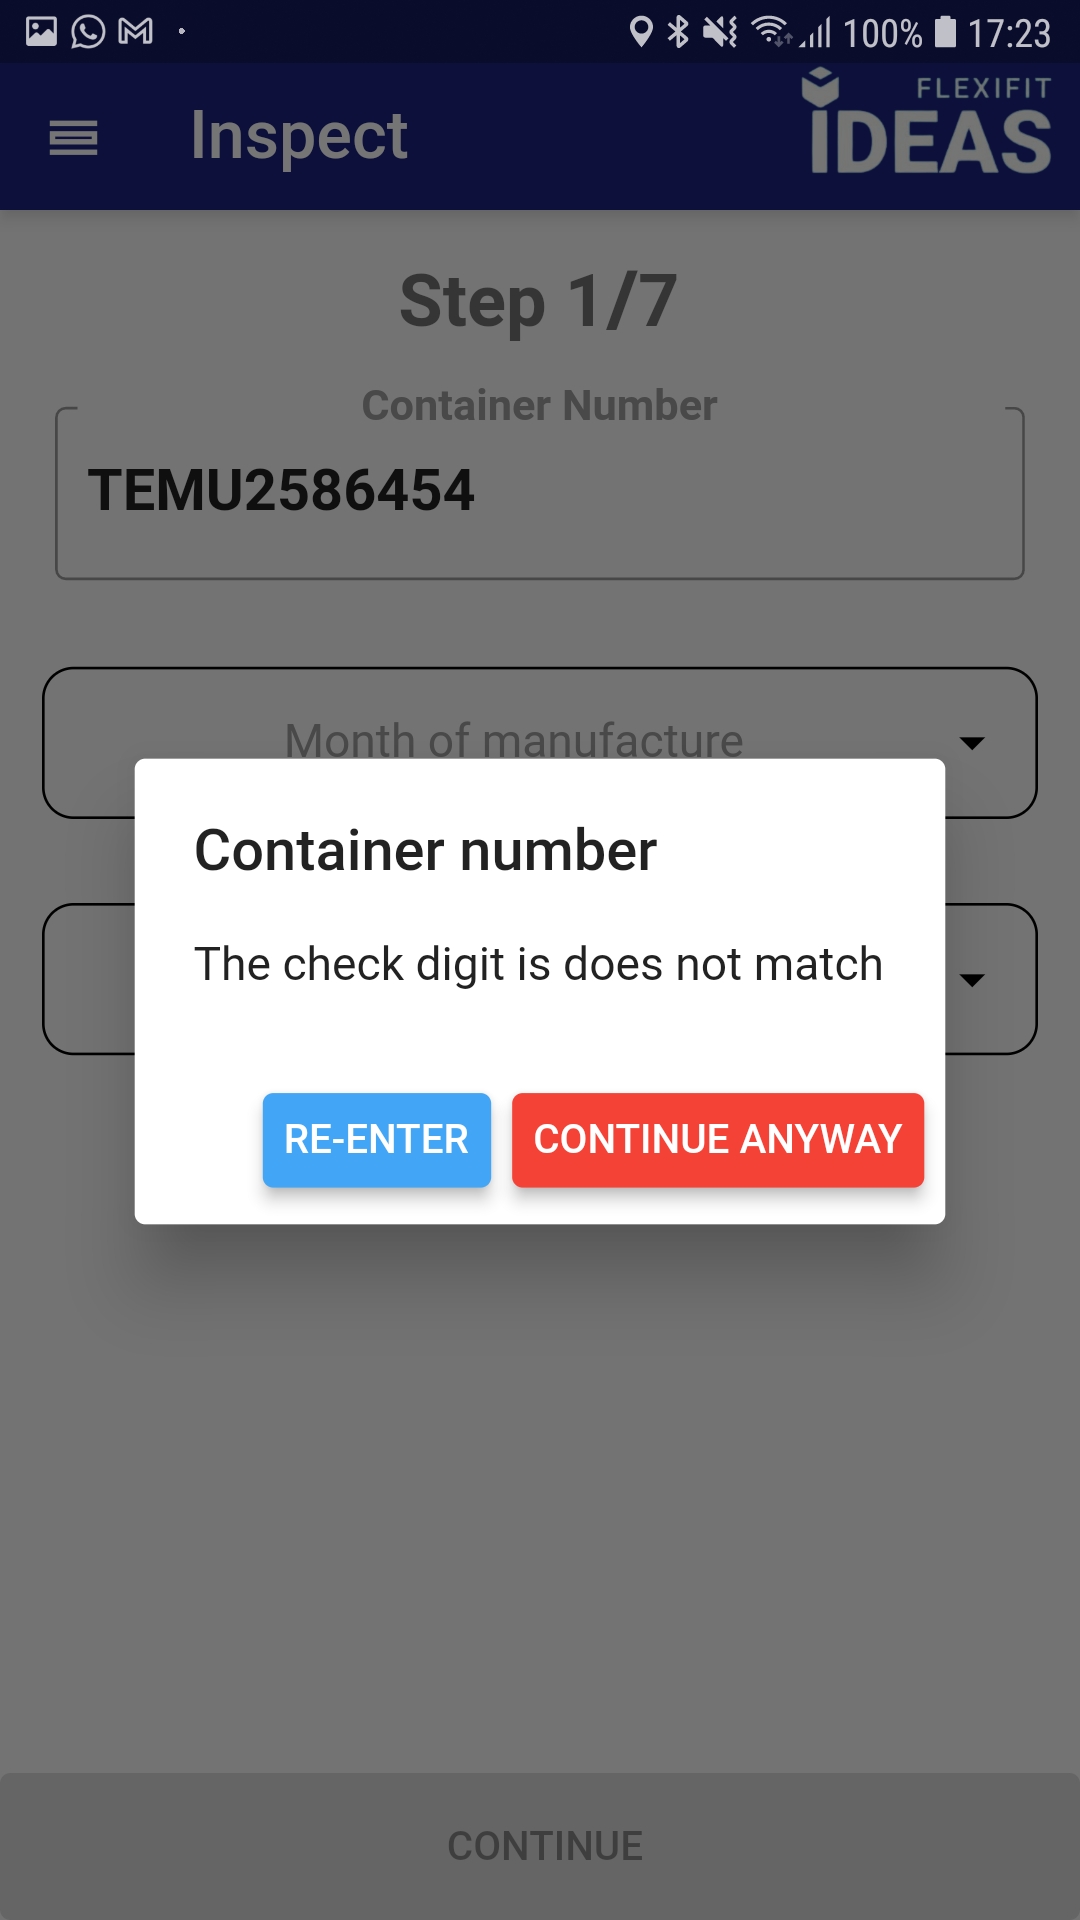 100% 17:23
Inspect
FLEXIFIT
IDEAS
Step 1/7
Container Number
TEMU2586454
Month of manufacture
Container number
The check digit is does not match
RE-ENTER
CONTINUE ANYWAY
CONTINUE